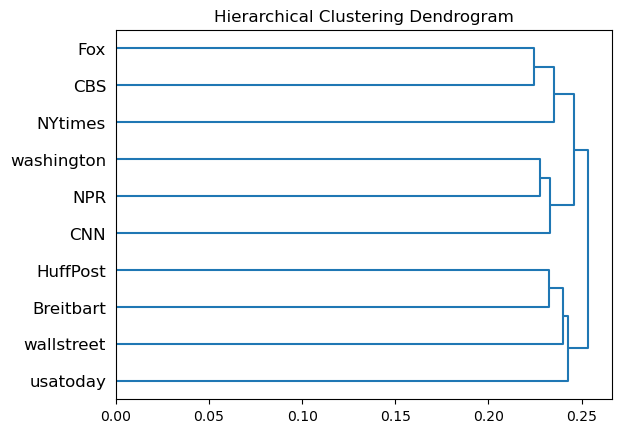 Hierarchical Clustering Dendrogram
Fox
CBS
NYtimes
washington
NPR
CNN
HuffPost
Breitbart
wallstreet
usatoday
0.00 0.05 0.10 0.15 0.20 0.25